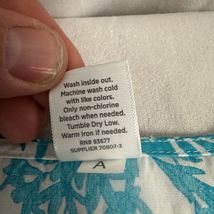 Wash inside out.
Machine wash cold
with like colors.
Only non-chlorine
bleach when needed.
Tumble Dry Low.
Warm Iron if needed.
RN# 93677
SUPPLIER 70907-3
A